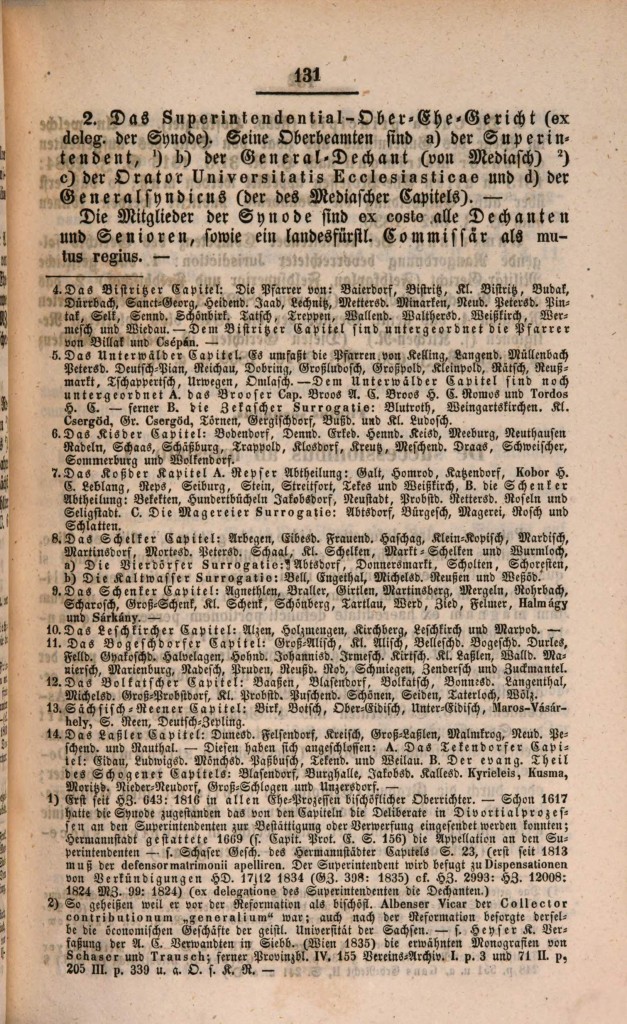 131
2. Das Superintendential-Ober-Ehe-Gericht (ex
deleg. der Synode). Seine Oberbeamten sind a) der Superin-
tendent, ¹) b) der General-Dechant (von Mediasch) ²)
c) der Orator Universitatis Ecclesiasticae und d) der
Generalsyndicus (der des Mediascher Capitels). —
Die Mitglieder der Synode sind ex coste alle Dechanten
und Senioren, sowie ein landesfürstl. Commissär als mu-
tus regius. —
4. Das Bistritzer Capitel: Die Pfarrer von: Baierdorf, Bistritz, Kl. Bistritz, Budak,
Dürrbach, Sanct-Georg, Heidend. Jaad, Lechnitz, Mettersd. Minarken, Neud. Petersd. Pin-
tak, Selk, Sennd. Schönbirk. Tatsch, Treppen, Wallend. Walthersd. Weißkirch, Wer-
mesch und Wiedau. — Dem Bistritzer Capitel sind untergeordnet die Pfarrer
von Billak und Csépán. —
5. Das Unterwälder Capitel. Es umfaßt die Pfarren von Kelling, Langend. Müllenbach
Petersd. Deutsch-Pian, Reichau, Dobring, Großludosch, Großpold, Kleinpold, Rätsch, Reuß-
markt, Tschappertsch, Urwegen, Omlasch. — Dem Unterwälder Capitel sind noch
untergeordnet A. das Brooser Cap. Broos A. C. Broos H. C. Romos und Tordos
H. C. — ferner B. die Zekascher Surrogatie: Blutroth, Weingartskirchen. Kl.
Csergöd, Gr. Csergöd, Törnen, Gergischdorf, Bußd. und Kl. Ludosch.
6. Das Kisder Capitel: Bodendorf, Dennd. Erked. Hennd. Keisd, Meeburg, Neuthausen
Radeln, Schaas, Schäßburg, Trappold, Klosdorf, Kreutz, Meschend. Draas, Schweischer,
Sommerburg und Wolkendorf.
7. Das Koßder Kapitel A. Repser Abtheilung: Galt, Homrod, Katzendorf, Kobor H.
C. Leblang, Reps, Seiburg, Stein, Streitfort, Tekes und Weißkirch, B. die Schenker
Abtheilung: Bekekten, Hundertbücheln Jakobsdorf, Neustadt, Probstd. Rettersd. Roseln und
Seligstadt. C. Die Magereier Surrogatie: Abtsdorf, Bürgesch, Magerei, Rosch und
Schlatten.
8. Das Schelker Capitel: Arbegen, Eibesd. Frauend. Haschag, Klein-Kopisch, Mardisch,
Martinsdorf, Mortesd. Petersd. Schaal, Kl. Schelken, Markt-Schelken und Wurmloch,
a) Die Vierdörfer Surrogatie: Abtsdorf, Donnersmarkt, Scholten, Schoresten,
b) Die Kaltwasser Surrogatie: Bell, Engethal, Michelsd. Reußen und Weßöd.
9. Das Schenker Capitel: Agnethlen, Braller, Girtlen, Martinsberg, Mergeln, Rohrbach,
Scharosch, Groß-Schenk, Kl. Schenk, Schönberg, Tartlau, Werd, Zied, Felmer, Halmágy
und Sárkány. —
10. Das Leschkircher Capitel: Alzen, Holzmengen, Kirchberg, Leschkirch und Marpod. —
11. Das Bogeschdorfer Capitel: Groß-Alisch, Kl. Alisch, Belleschd. Bogeschd. Durles,
Felld. Gyakoschd. Halvelagen, Hohnd. Johannisd. Irmesch. Kirtsch. Kl. Laßlen, Walld. Ma-
niersch, Marienburg, Nadesch, Pruden, Reußd. Rod, Schmiegen, Zendersch und Zuckmantel.
12. Das Bolkatscher Capitel: Baaßen, Blasendorf, Bolkatsch, Bonnesd. Langenthal,
Michelsd. Groß-Probstdorf, Kl. Probstd. Puschend. Schönen, Seiden, Taterloch, Wölz.
13. Sächsisch-Reener Capitel: Birk, Botsch, Ober-Eidisch, Unter-Eidisch, Maros-Vásár-
hely, S. Reen, Deutsch-Zepling.
14. Das Laßler Capitel: Dunesd. Felsendorf, Kreisch, Groß-Laßlen, Malmkrog, Neud. Pe-
schend. und Rauthal. — Diesen haben sich angeschlossen: A. Das Tekendorfer Capi-
tel: Eidau, Ludwigsd. Mönchsd. Paßbusch, Tekend. und Weilau. B. Der evang. Theil
des Schogener Capitels: Blasendorf, Burghalle, Jakobsd. Kallesd. Kyrieleis, Kusma,
Moritzd. Nieder-Neudorf, Groß-Schlogen und Unzersdorf. —
1) Erst seit HZ. 643: 1816 in allen Ehe-Prozessen bischöflicher Oberrichter. — Schon 1617
hatte die Synode zugestanden das von den Capiteln die Deliberate in Divortialprozes-
sen an den Superintendenten zur Bestättigung oder Verwerfung eingesendet werden konnten;
Hermannstadt gestattete 1669 (s. Capit. Prot. C. S. 156) die Appellation an den Su-
perintendenten — s. Schaser Gesch. des Hermannstädter Capitels S. 23, (erst seit 1813
muß der defensor matrimonii apelliren. Der Superintendent wird befugt zu Dispensationen
von Verkündigungen HD. 17|12 1834 (GZ. 398: 1835) cf. HZ. 2993: HZ. 12008:
1824 MZ. 99: 1824) (ex delegatione des Superintendenten die Dechanten.)
2) So geheißen weil er vor der Reformation als bischöfl. Albenser Vicar der Collector
contributionum „generalium“ war; auch nach der Reformation besorgte dersel-
be die ökonomischen Geschäfte der geistl. Universität der Sachsen. — s. Heyser K. Ver-
faßung der A. C. Verwandten in Siebb. (Wien 1835) die erwähnten Monografien von
Schaser und Trausch; ferner Provinzbl. IV. 155 Vereins-Archiv. I. p. 3 und 71 II. p,
205 III. p. 339 u. a. O. s. K. R. —